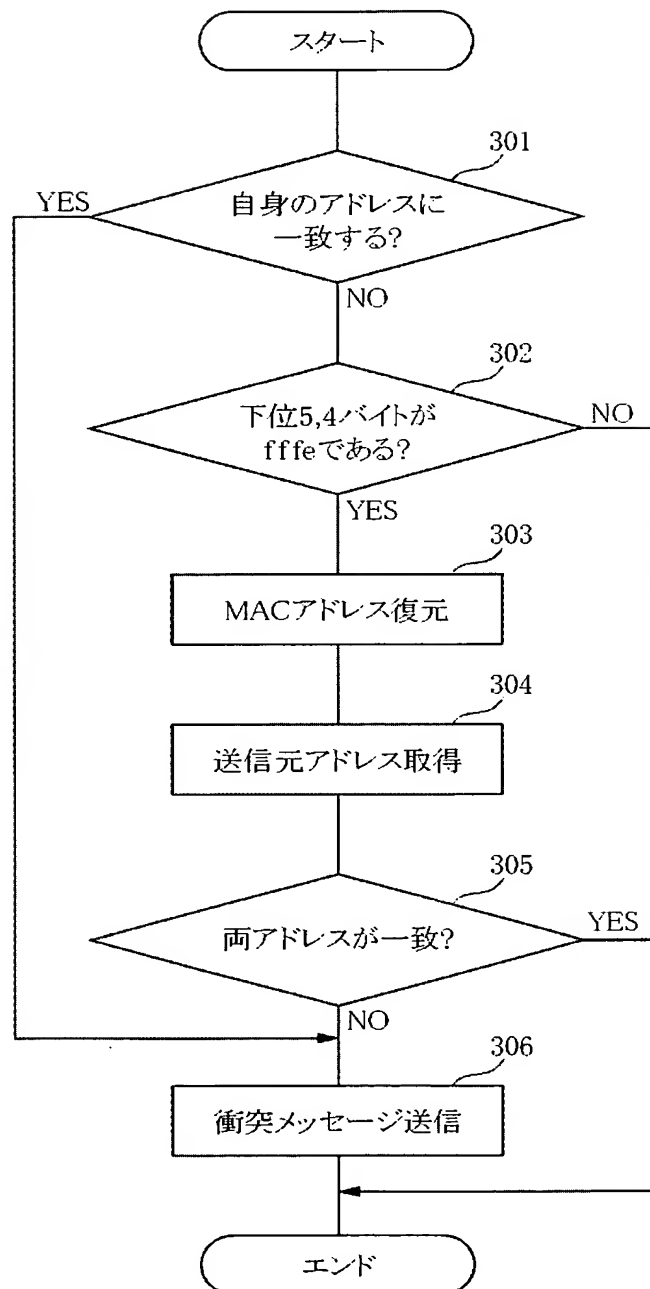 スタート
301
YES
自身のアドレスに
一致する?
NO
302
下位5,4バイトが
fffeである?
NO
YES
303
MACアドレス復元
304
送信元アドレス取得
305
両アドレスが一致?
YES
NO
306
衝突メッセージ送信
エンド